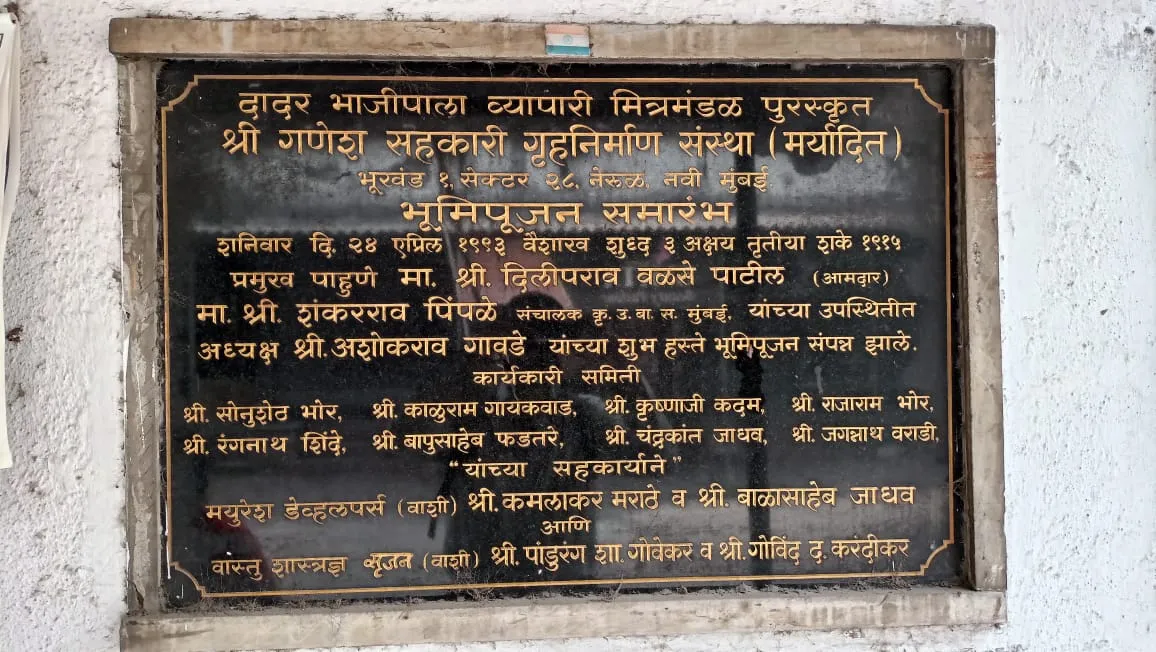 दादर भाजीपाला व्यापारी मित्रमंडळ पुरस्कृत
श्री गणेश सहकारी गृहनिर्माण संस्था (मर्यादित)
भूखंड १, सेक्टर २८, नेरूळ, नवी मुंबई.
भूमिपूजन समारंभ
शनिवार दि. २४ एप्रिल १९९३ वैशाख शुध्द ३ अक्षय तृतीया शके १९१५
प्रमुख पाहुणे मा. श्री. दिलीपराव वळसे पाटील (आमदार)
मा. श्री. शंकरराव पिंपळे संचालक कृ. उ. बा. स. मुंबई, यांच्या उपस्थितीत
अध्यक्ष श्री. अशोकराव गावडे यांच्या शुभ हस्ते भूमिपूजन संपन्न झाले.
कार्यकारी समिती
श्री. सोनुशेठ भोर, श्री. काळुराम गायकवाड, श्री. कृष्णाजी कदम, श्री. राजाराम भोर,
श्री. रंगनाथ शिंदे, श्री. बापुसाहेब फडतरे, श्री. चंद्रकांत जाधव, श्री. जगन्नाथ वराडी,
“यांच्या सहकार्याने”
मयुरेश डेव्हलपर्स (वाशी) श्री. कमलाकर मराठे व श्री. बाळासाहेब जाधव
आणि
वास्तु शास्त्रज्ञ सृजन (वाशी) श्री. पांडुरंग शा. गोवेकर व श्री. गोविंद द. करंदीकर